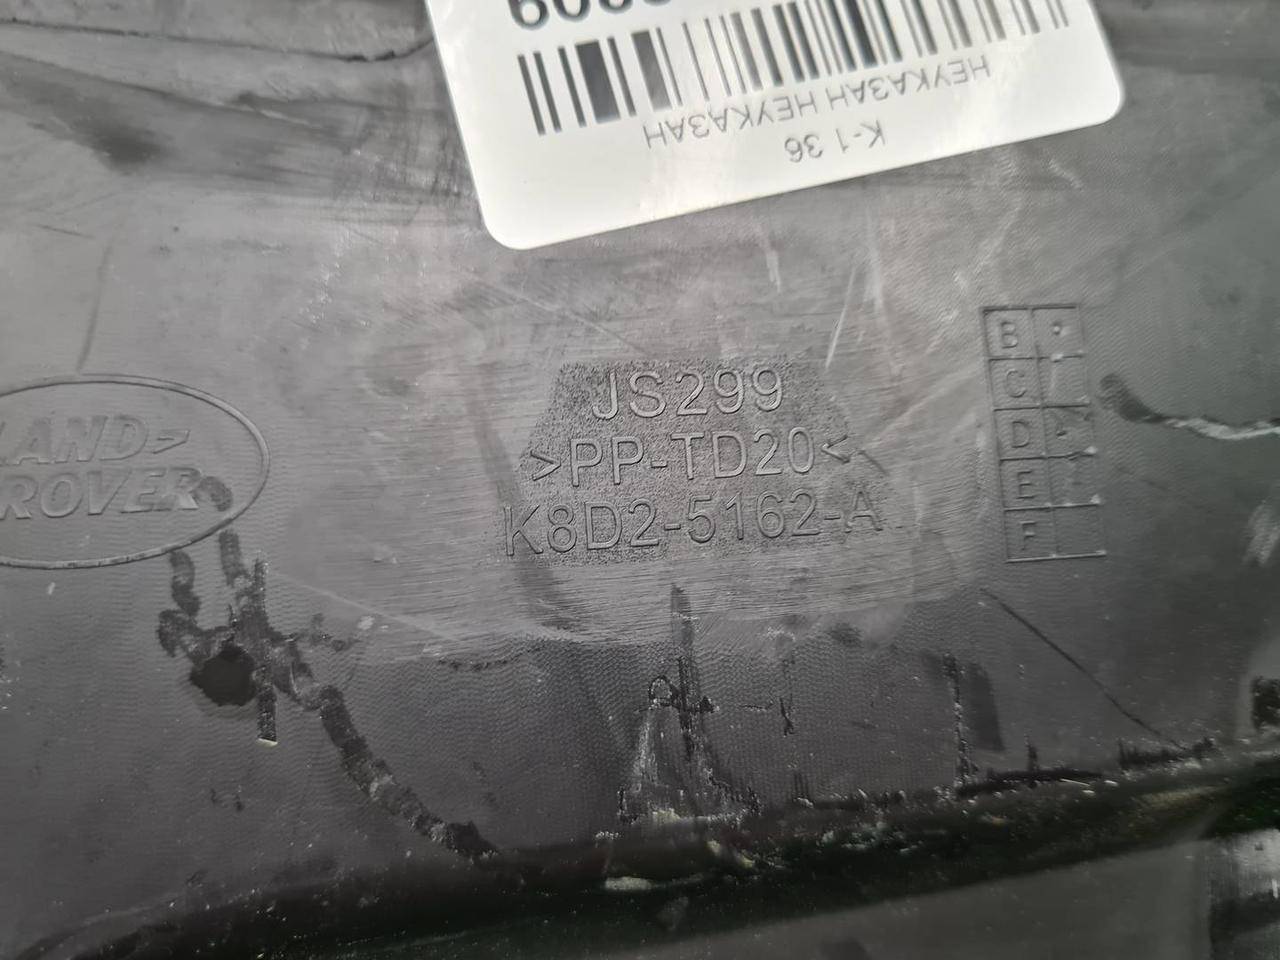 НЕУКАЗАН НЕУКАЗАН
K-1 36
LAND
ROVER
JS299
>PP-TD20<
K8D2-5162-A
B
C
D
E
F